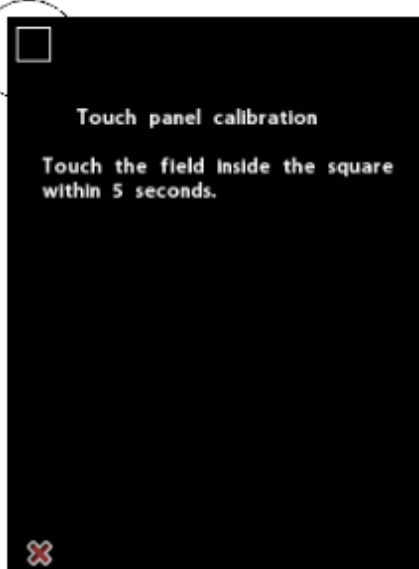 Touch panel calibration
Touch the field inside the square
within 5 seconds.